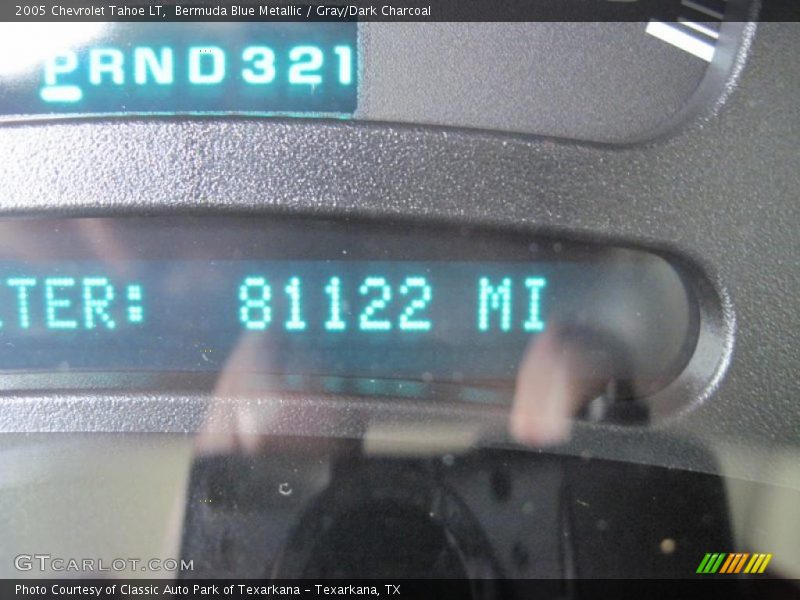 2005 Chevrolet Tahoe LT, Bermuda Blue Metallic / Gray/Dark Charcoal
PRND321
TER: 81122 MI
GTCARLOT.COM
Photo Courtesy of Classic Auto Park of Texarkana - Texarkana, TX